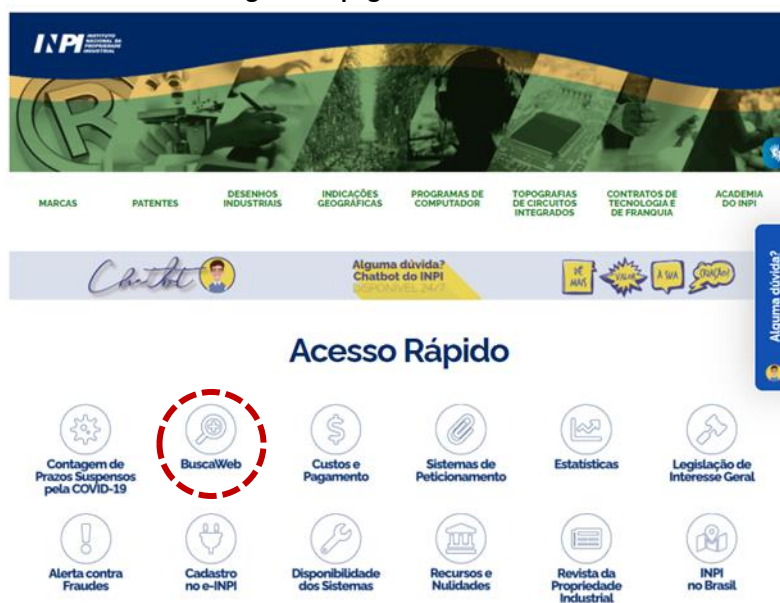 INPI INSTITUTO
NACIONAL DA
PROPRIEDADE
INDUSTRIAL
R
MARCAS
PATENTES
DESENHOS
INDUSTRIAIS
INDICAÇÕES
GEOGRÁFICAS
PROGRAMAS DE
COMPUTADOR
TOPOGRAFIAS
DE CIRCUITOS
INTEGRADOS
CONTRATOS DE
TECNOLOGIA E
DE FRANQUIA
ACADEMIA
DO INPI
Chatbot
Alguma dúvida?
Chatbot do INPI
DISPONÍVEL 24/7
DÊ
MAIS
VALOR
À SUA
CRIAÇÃO!
Alguma dúvida?
Acesso Rápido
Contagem de
Prazos Suspensos
pela COVID-19
BuscaWeb
$
Custos e
Pagamento
Sistemas de
Peticionamento
Estatísticas
Legislação de
Interesse Geral
Alerta contra
Fraudes
Cadastro
no e-INPI
Disponibilidade
dos Sistemas
Recursos e
Nulidades
Revista da
Propriedade
Industrial
INPI
no Brasil